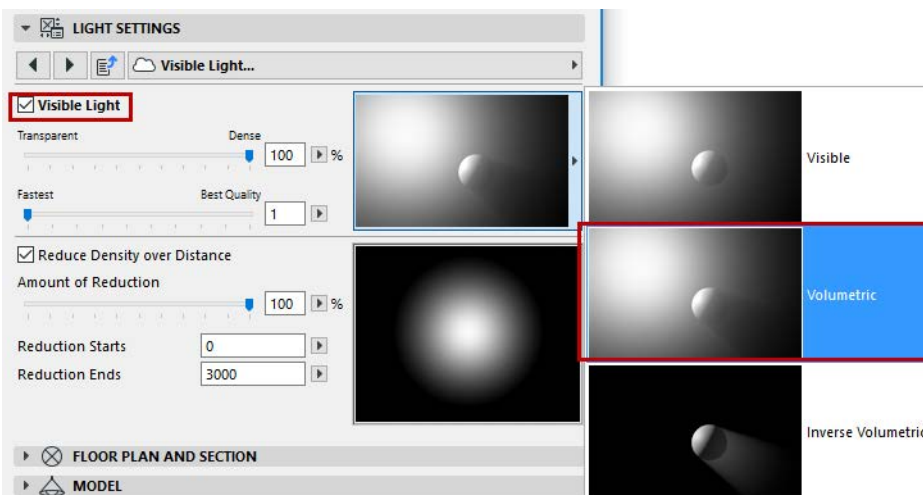 LIGHT SETTINGS
Visible Light...
Visible Light
Transparent Dense
100 %
Fastest Best Quality
1
Reduce Density over Distance
Amount of Reduction
100 %
Reduction Starts 0
Reduction Ends 3000
FLOOR PLAN AND SECTION
MODEL
Visible
Volumetric
Inverse Volumetric